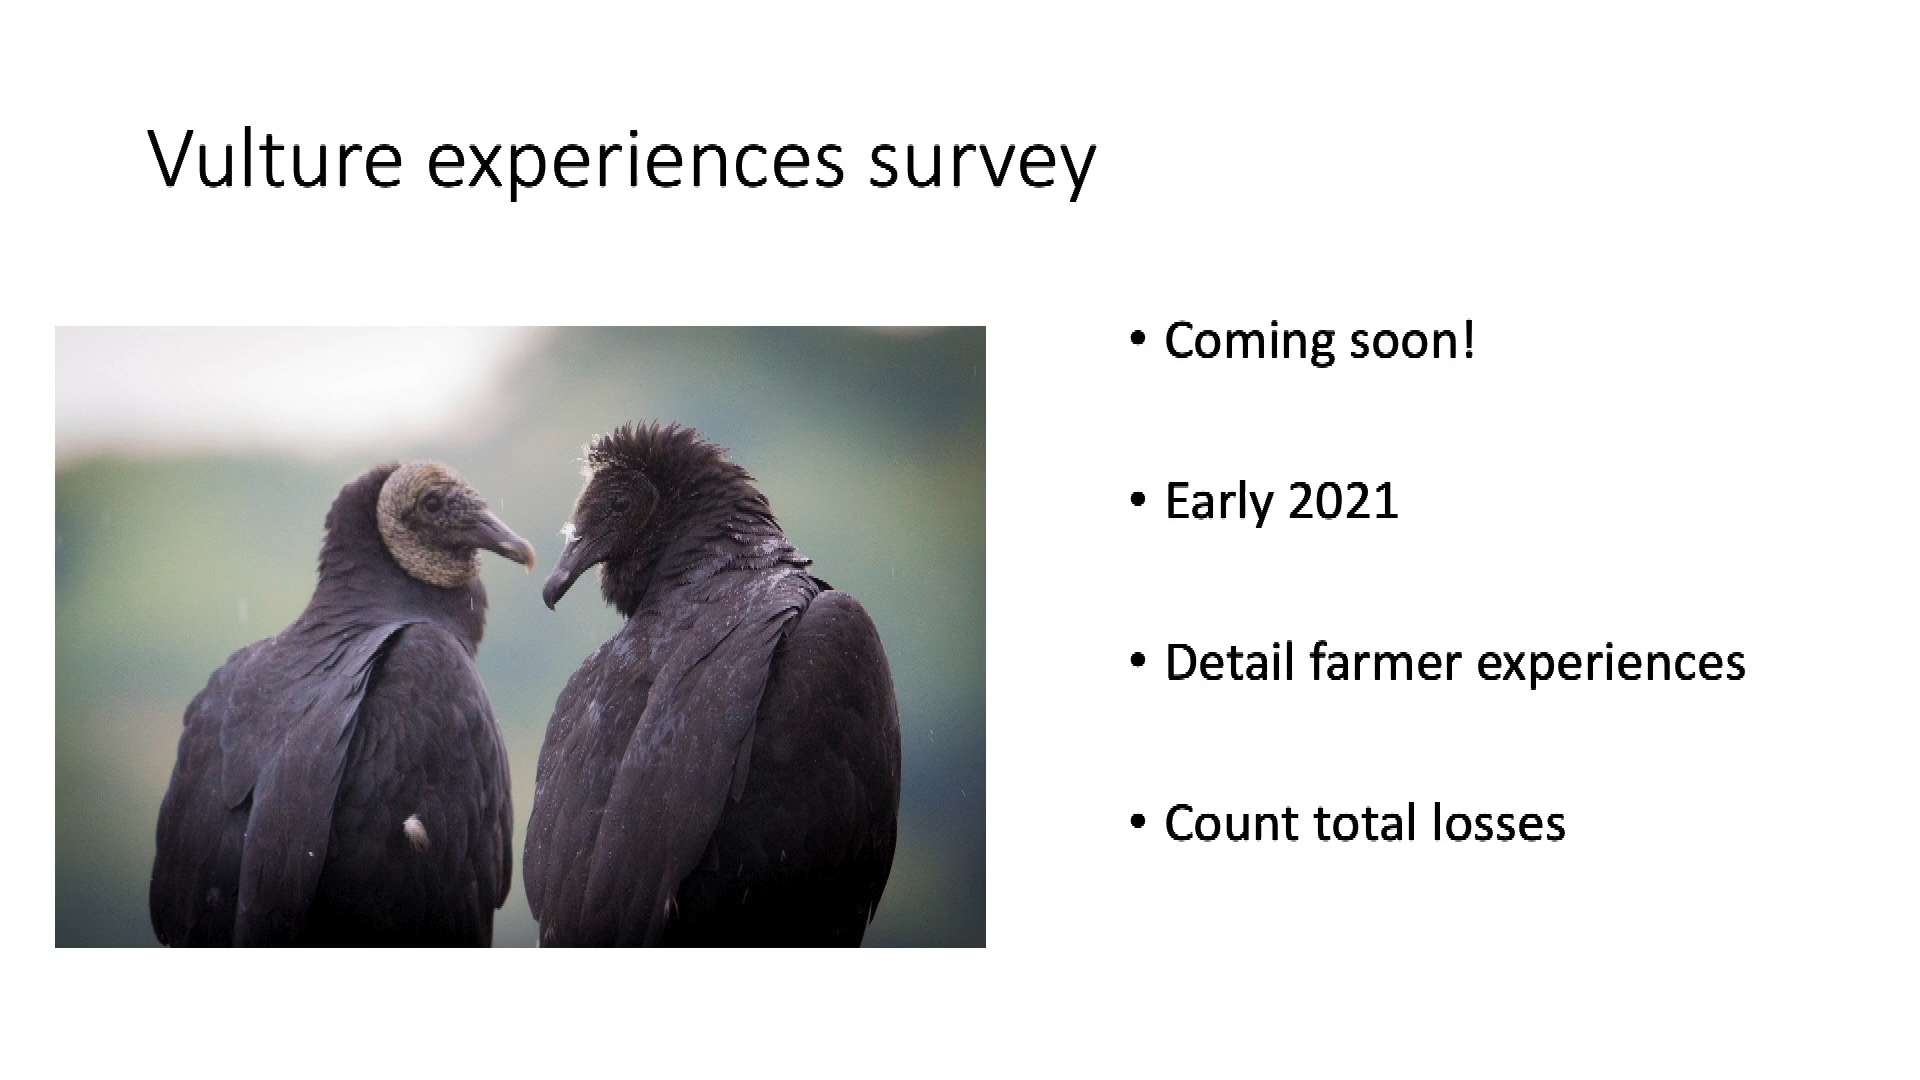 Vulture experiences survey
• Coming soon!
• Early 2021
• Detail farmer experiences
• Count total losses